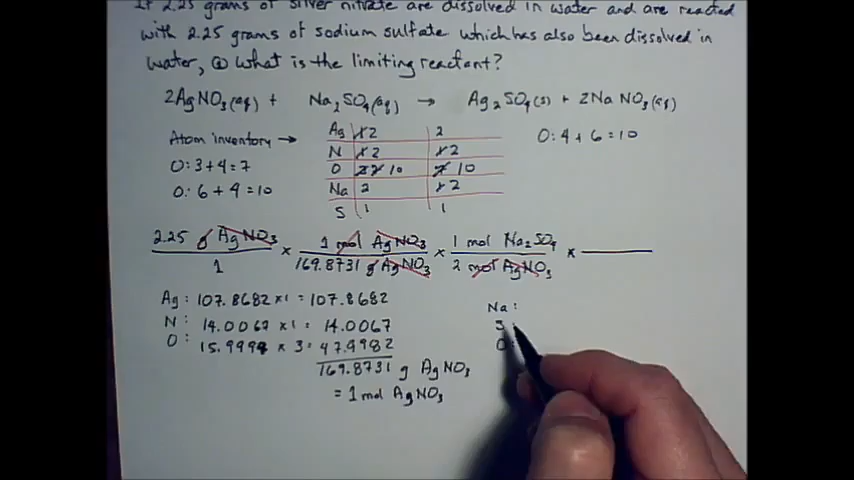 If 2.25 grams of silver nitrate are dissolved in water and are reacted
with 2.25 grams of sodium sulfate which has also been dissolved in
water, ⓐ What is the limiting reactant?
2AgNO3(aq) + Na2SO4(aq) → Ag2SO4(s) + 2NaNO3(aq)
Atom inventory →
Ag 1 2 2
N 1 2 1 2
O 10 7 10
Na 2 1 2
S 1 1
O: 3+4=7
O: 6+4=10
O: 4+6=10
2.25 g AgNO3 / 1 × 1 mol AgNO3 / 169.8731 g AgNO3 × 1 mol Na2SO4 / 2 mol AgNO3 ×
Ag: 107.8682 ×1 = 107.8682
N: 14.0067 ×1 = 14.0067
O: 15.9994 × 3 = 47.9982
169.8731 g AgNO3
= 1 mol AgNO3
Na:
S
O: